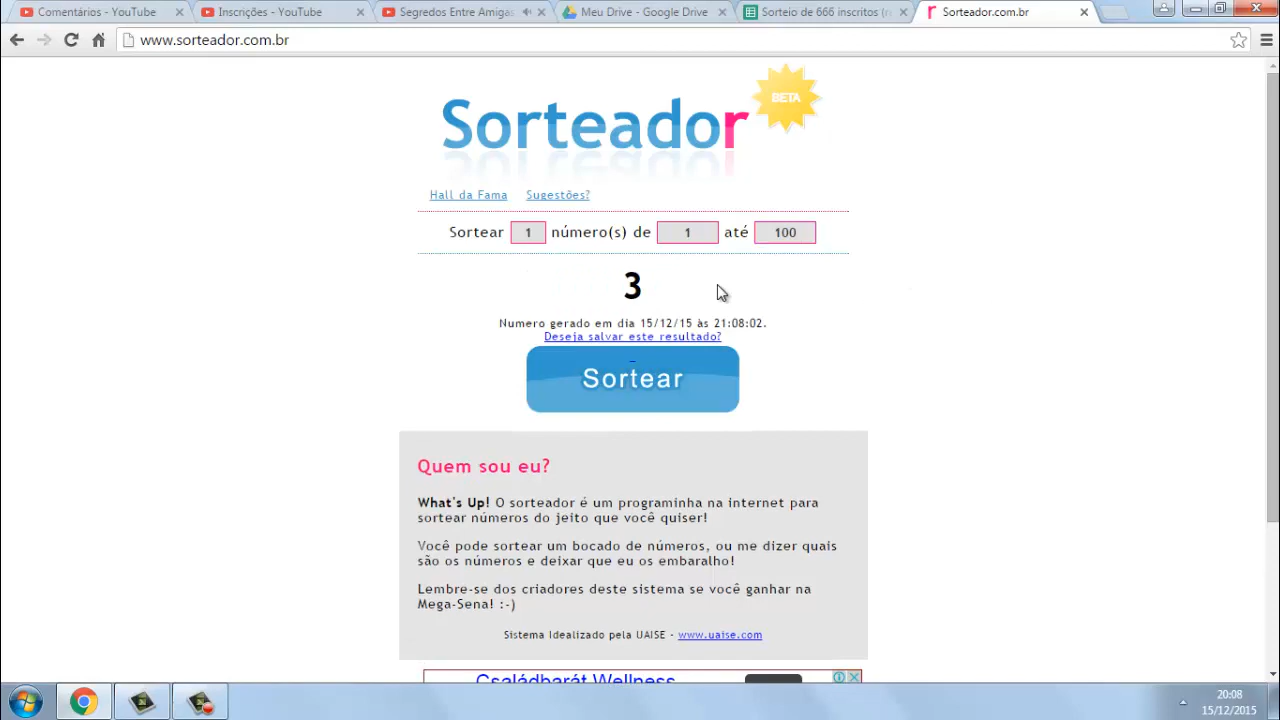 Comentários - YouTube
Inscrições - YouTube
Segredos Entre Amigas
Meu Drive - Google Drive
Sorteio de 666 inscritos (r
Sorteador.com.br
www.sorteador.com.br
Sorteador
BETA
Hall da Fama Sugestões?
Sortear 1 número(s) de 1 até 100
3
Numero gerado em dia 15/12/15 às 21:08:02.
Deseja salvar este resultado?
Sortear
Quem sou eu?
What's Up! O sorteador é um programinha na internet para
sortear números do jeito que você quiser!
Você pode sortear um bocado de números, ou me dizer quais
são os números e deixar que eu os embaralho!
Lembre-se dos criadores deste sistema se você ganhar na
Mega-Sena! :-)
Sistema Idealizado pela UAISE - www.uaise.com
Családbarát Wellness
20:08
15/12/2015